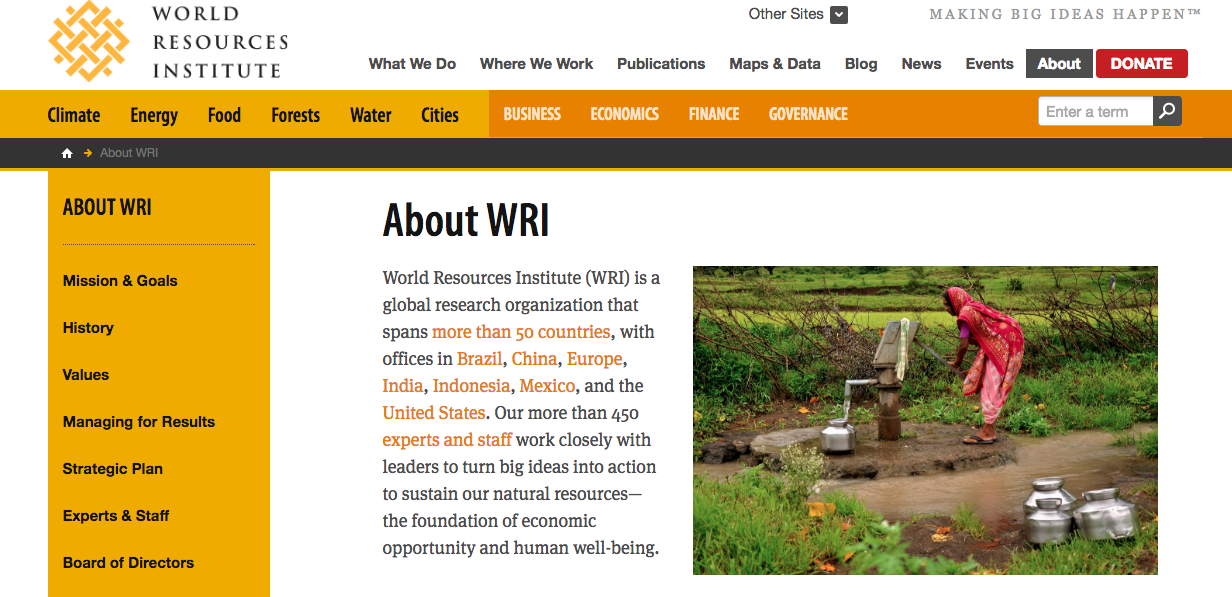 WORLD
RESOURCES
INSTITUTE
Other Sites
MAKING BIG IDEAS HAPPEN™
What We Do Where We Work Publications Maps & Data Blog News Events About DONATE
Climate Energy Food Forests Water Cities BUSINESS ECONOMICS FINANCE GOVERNANCE Enter a term
About WRI
ABOUT WRI
Mission & Goals
History
Values
Managing for Results
Strategic Plan
Experts & Staff
Board of Directors
About WRI
World Resources Institute (WRI) is a
global research organization that
spans more than 50 countries, with
offices in Brazil, China, Europe,
India, Indonesia, Mexico, and the
United States. Our more than 450
experts and staff work closely with
leaders to turn big ideas into action
to sustain our natural resources—
the foundation of economic
opportunity and human well-being.